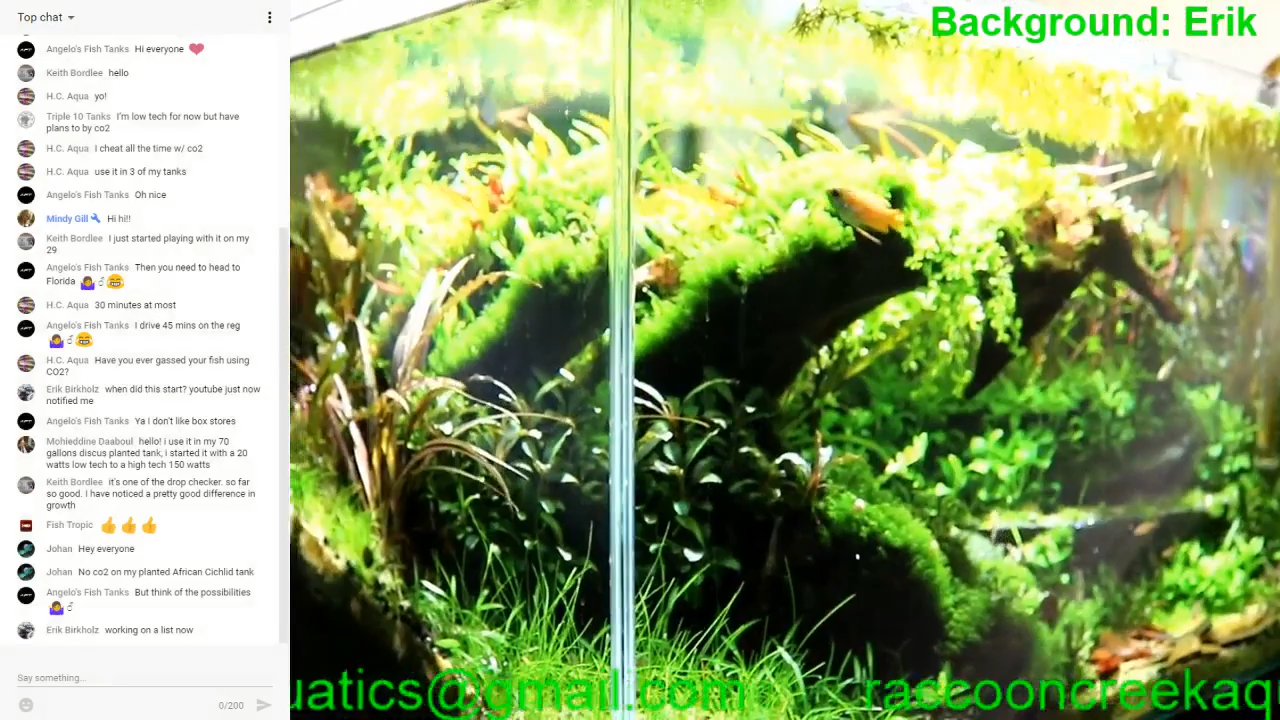 Top chat
Angelo's Fish Tanks Hi everyone
Keith Bordlee hello
H.C. Aqua yo!
Triple 10 Tanks I'm low tech for now but have
plans to by co2
H.C. Aqua I cheat all the time w/ co2
H.C. Aqua use it in 3 of my tanks
Angelo's Fish Tanks Oh nice
Mindy Gill Hi hi!!
Keith Bordlee I just started playing with it on my
29
Angelo's Fish Tanks Then you need to head to
Florida
H.C. Aqua 30 minutes at most
Angelo's Fish Tanks I drive 45 mins on the reg
H.C. Aqua Have you ever gassed your fish using
CO2?
Erik Birkholz when did this start? youtube just now
notified me
Angelo's Fish Tanks Ya I don't like box stores
Mohieddine Daaboul hello! i use it in my 70
gallons discus planted tank, i started it with a 20
watts low tech to a high tech 150 watts
Keith Bordlee it's one of the drop checker. so far
so good. I have noticed a pretty good difference in
growth
Fish Tropic
Johan Hey everyone
Johan No co2 on my planted African Cichlid tank
Angelo's Fish Tanks But think of the possibilities
Erik Birkholz working on a list now
Say something...
0/200
Background: Erik
uatics@gmail.com raccooncreekaq